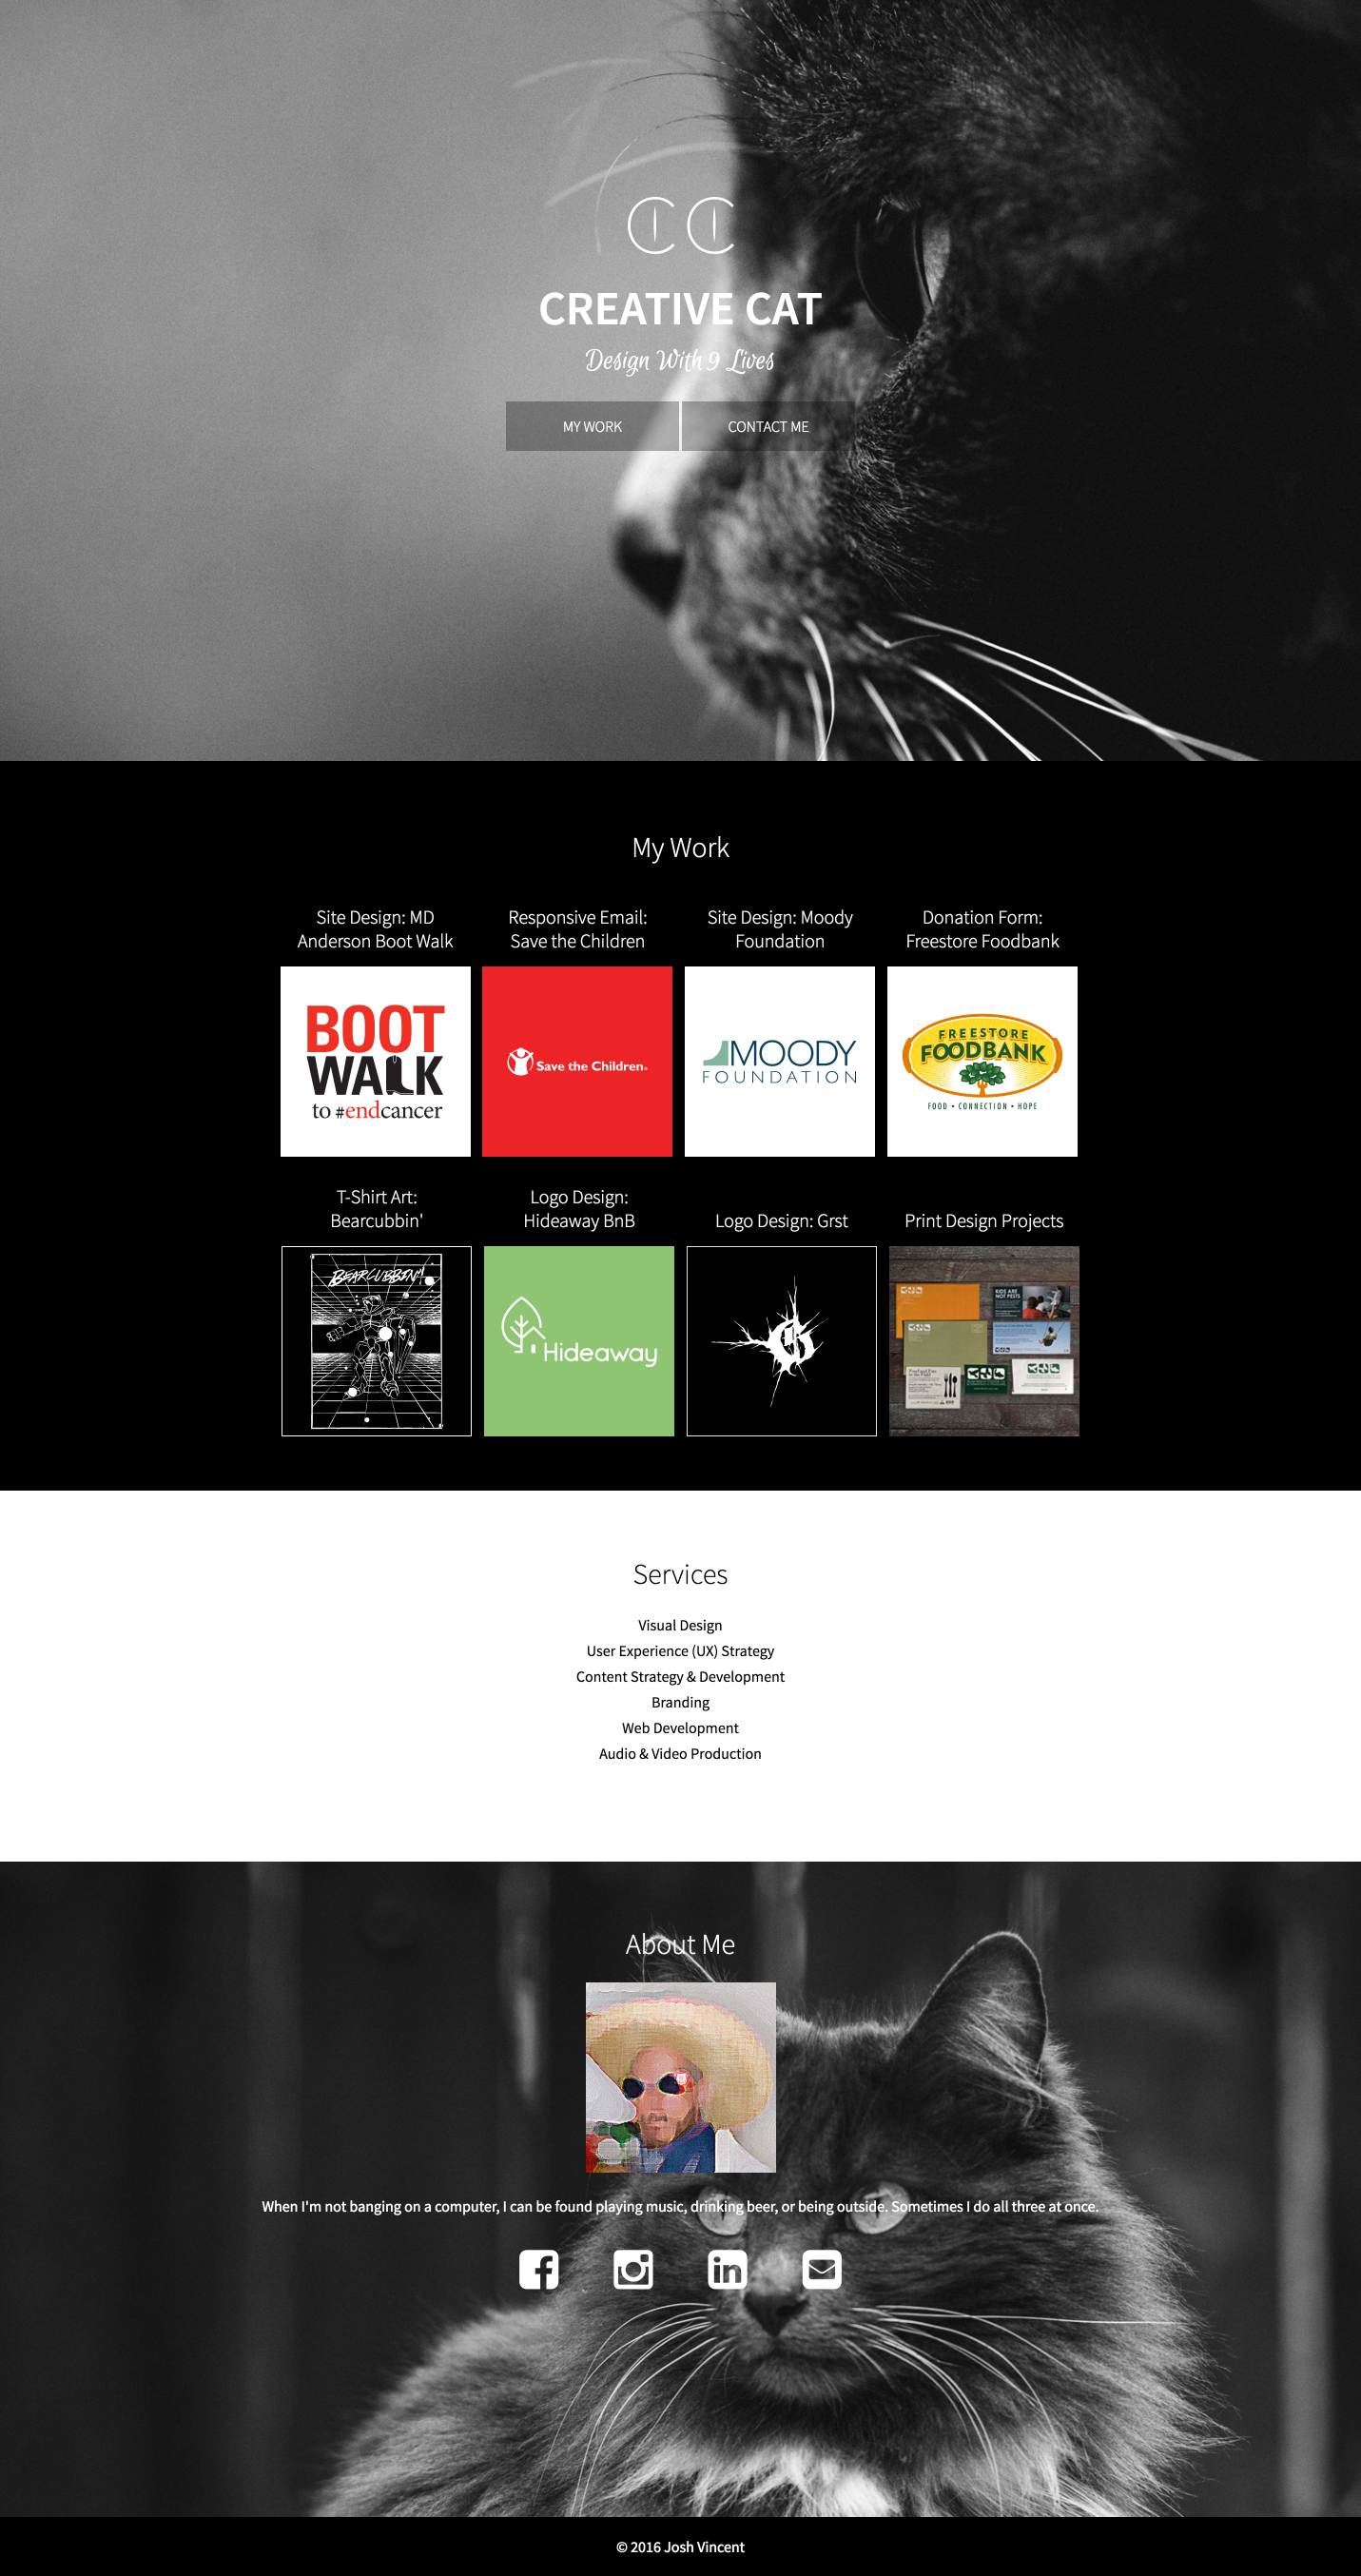 CC
CREATIVE CAT
Design With 9 Lives
MY WORK
CONTACT ME
My Work
Site Design: MD
Anderson Boot Walk
Responsive Email:
Save the Children
Site Design: Moody
Foundation
Donation Form:
Freestore Foodbank
BOOT
WALK
to #endcancer
Save the Children®
MOODY
FOUNDATION
FREESTORE
FOODBANK
FOOD • CONNECTION • HOPE
T-Shirt Art:
Bearcubbin'
Logo Design:
Hideaway BnB
Logo Design: Grst
Print Design Projects
BEARCUBBIN'!
Hideaway
G
KIDS ARE
NOT PESTS
Services
Visual Design
User Experience (UX) Strategy
Content Strategy & Development
Branding
Web Development
Audio & Video Production
About Me
When I'm not banging on a computer, I can be found playing music, drinking beer, or being outside. Sometimes I do all three at once.
© 2016 Josh Vincent